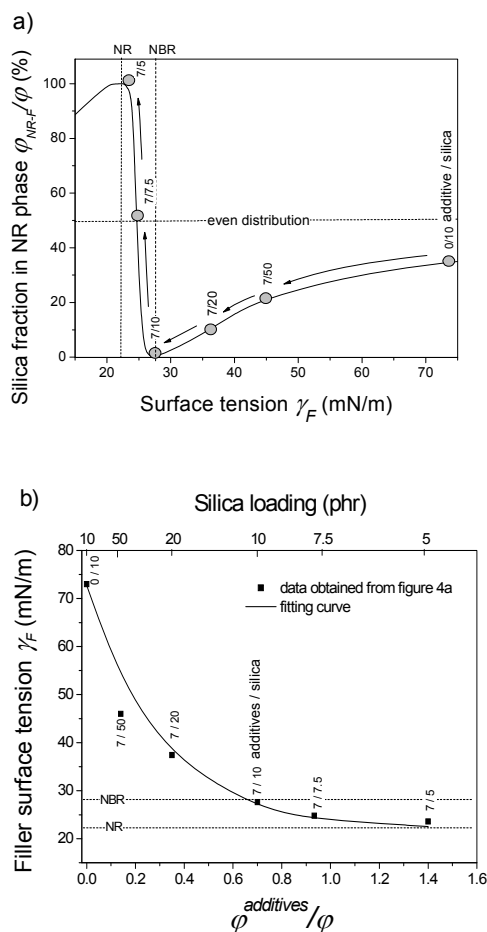 a)
NR NBR
Silica fraction in NR phase φNR-F/φ (%)
100
80
60
40
20
0
7/5
7/7.5
7/10
7/20
7/50
0/10
additive / silica
even distribution
20 30 40 50 60 70
Surface tension γF (mN/m)
b)
Silica loading (phr)
10 50 20 10 7.5 5
Filler surface tension γF (mN/m)
80
70
60
50
40
30
20
0 / 10
7 / 50
7 / 20
7 / 10 additives / silica
7 / 7.5
7 / 5
data obtained from figure 4a
fitting curve
NBR
NR
0.0 0.2 0.4 0.6 0.8 1.0 1.2 1.4 1.6
φadditives/φ